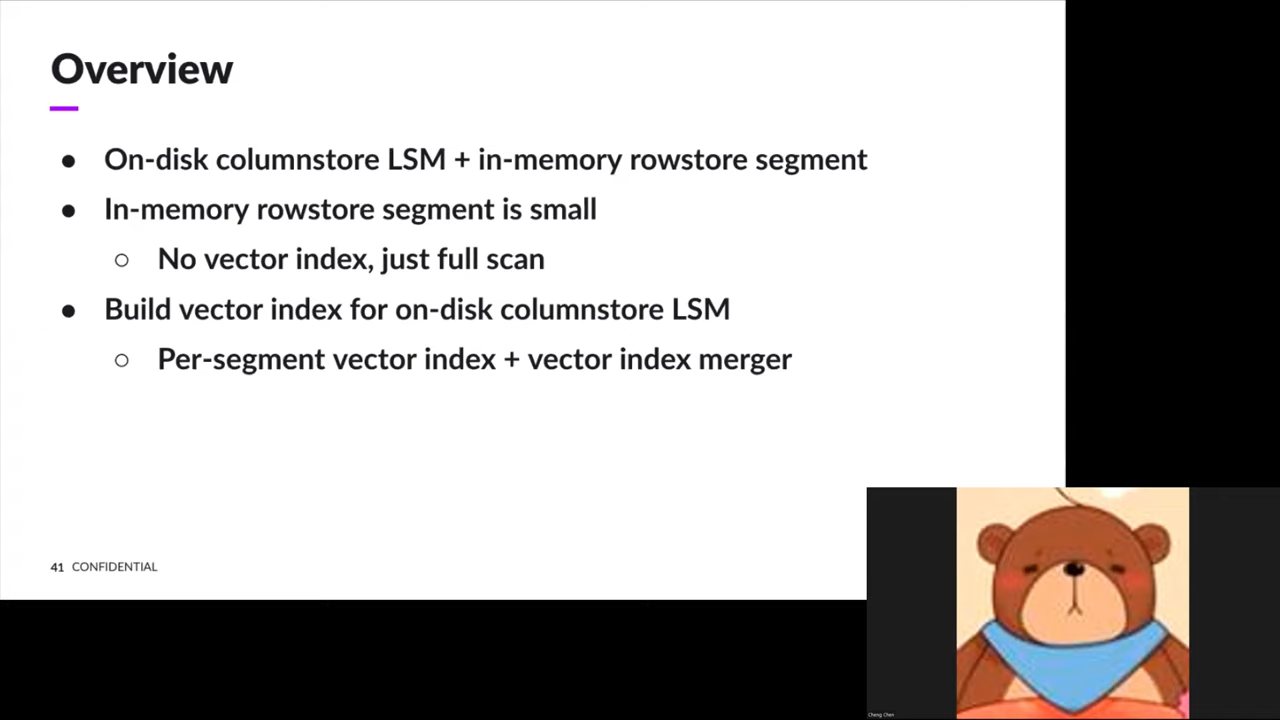 Overview
● On-disk columnstore LSM + in-memory rowstore segment
● In-memory rowstore segment is small
○ No vector index, just full scan
● Build vector index for on-disk columnstore LSM
○ Per-segment vector index + vector index merger
41 CONFIDENTIAL
Cheng Chen